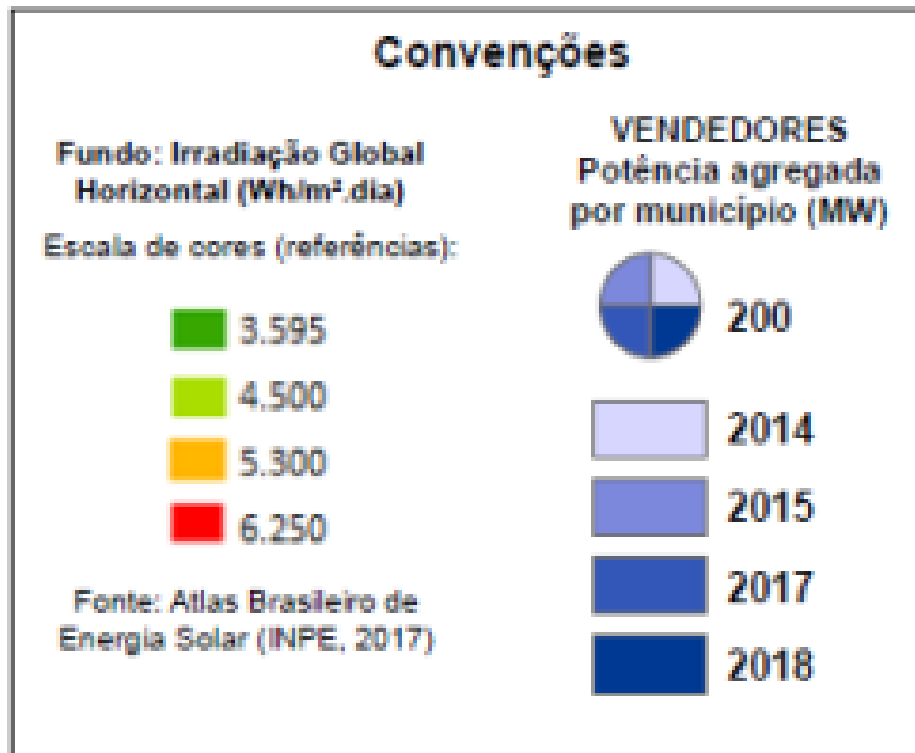 Convenções
Fundo: Irradiação Global
Horizontal (Wh/m².dia)
Escala de cores (referências):
3.595
4.500
5.300
6.250
Fonte: Atlas Brasileiro de
Energia Solar (INPE, 2017)
VENDEDORES
Potência agregada
por município (MW)
200
2014
2015
2017
2018